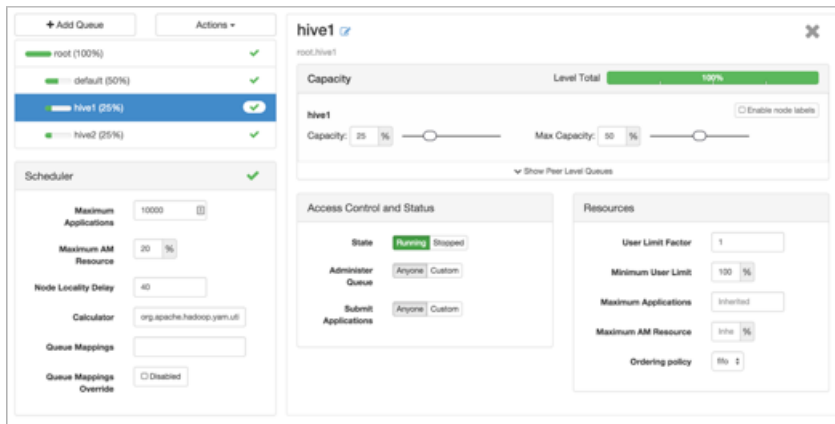 + Add Queue
Actions
root (100%)
default (50%)
hive1 (25%)
hive2 (25%)
Scheduler
Maximum Applications
10000
Maximum AM Resource
20 %
Node Locality Delay
40
Calculator
org.apache.hadoop.yarn.uti
Queue Mappings
Queue Mappings Override
Disabled
hive1
root.hive1
Capacity
Level Total
100%
hive1
Enable node labels
Capacity: 25 %
Max Capacity: 50 %
Show Peer Level Queues
Access Control and Status
State
Running Stopped
Administer Queue
Anyone Custom
Submit Applications
Anyone Custom
Resources
User Limit Factor
1
Minimum User Limit
100 %
Maximum Applications
Inherited
Maximum AM Resource
Inhe %
Ordering policy
fifo